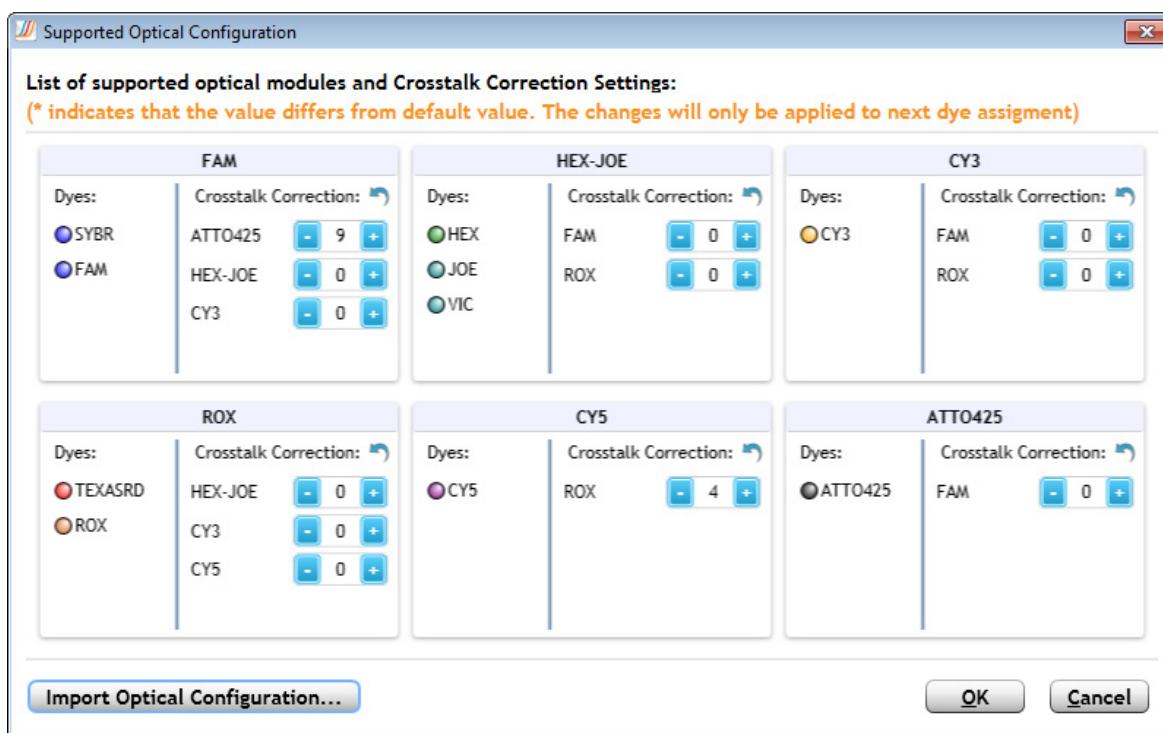 Supported Optical Configuration
List of supported optical modules and Crosstalk Correction Settings:
(* indicates that the value differs from default value. The changes will only be applied to next dye assigment)
FAM
Dyes:
SYBR
FAM
Crosstalk Correction:
ATTO425 - 9 +
HEX-JOE - 0 +
CY3 - 0 +
HEX-JOE
Dyes:
HEX
JOE
VIC
Crosstalk Correction:
FAM - 0 +
ROX - 0 +
CY3
Dyes:
CY3
Crosstalk Correction:
FAM - 0 +
ROX - 0 +
ROX
Dyes:
TEXASRD
ROX
Crosstalk Correction:
HEX-JOE - 0 +
CY3 - 0 +
CY5 - 0 +
CY5
Dyes:
CY5
Crosstalk Correction:
ROX - 4 +
ATTO425
Dyes:
ATTO425
Crosstalk Correction:
FAM - 0 +
Import Optical Configuration...
OK
Cancel